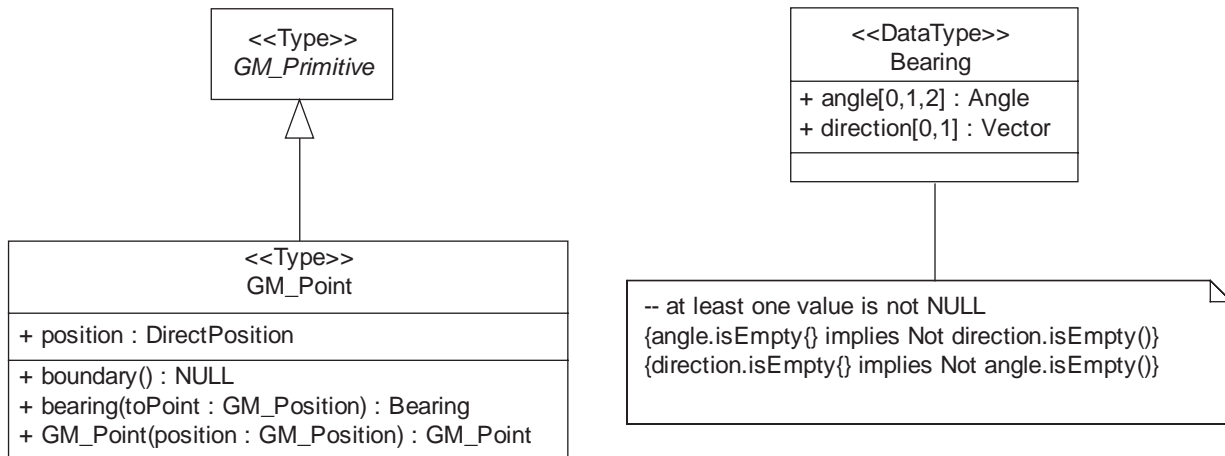 <<Type>>
GM_Primitive
<<Type>>
GM_Point
+ position : DirectPosition
+ boundary() : NULL
+ bearing(toPoint : GM_Position) : Bearing
+ GM_Point(position : GM_Position) : GM_Point
<<DataType>>
Bearing
+ angle[0,1,2] : Angle
+ direction[0,1] : Vector
-- at least one value is not NULL
{angle.isEmpty{} implies Not direction.isEmpty()}
{direction.isEmpty{} implies Not angle.isEmpty()}